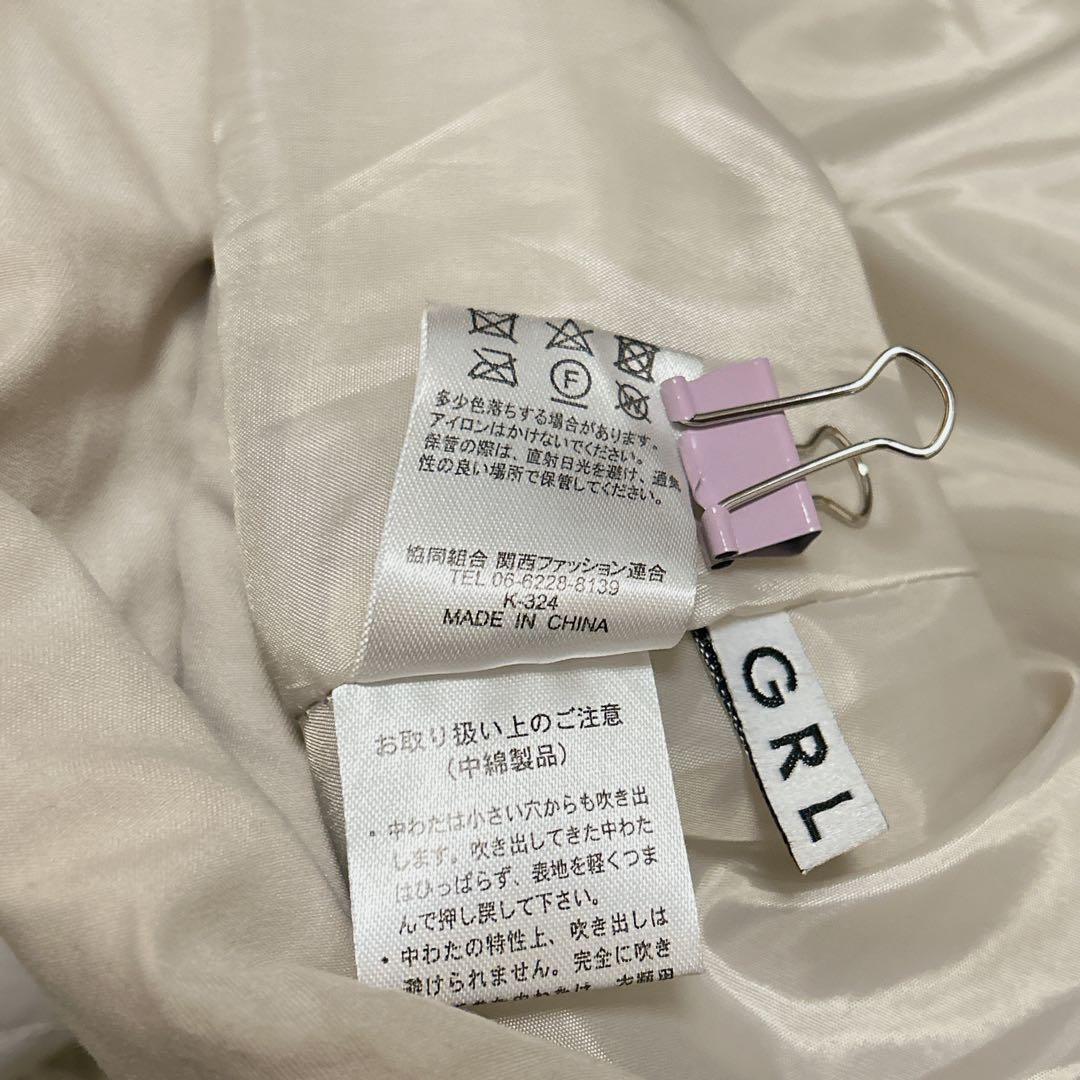 F
W
多少色落ちする場合があります。
アイロンはかけないでください。
保管の際は、直射日光を避け、通気
性の良い場所で保管してください。
協同組合 関西ファッション連合
TEL 06-6228-8139
K-324
MADE IN CHINA
GRL
お取り扱い上のご注意
(中綿製品)
・中わたは小さい穴からも吹き出
します。吹き出してきた中わた
はひっぱらず、表地を軽くつま
んで押し戻して下さい。
・中わたの特性上、吹き出しは
避けられません。完全に吹き